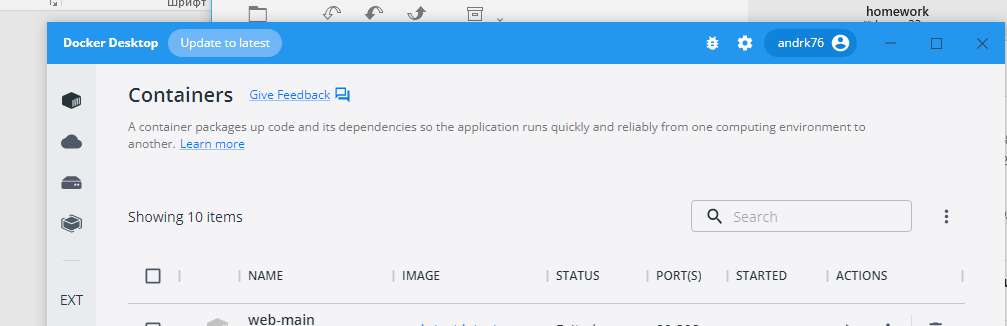 Шрифт
homework
Docker Desktop Update to latest andrk76
Containers Give Feedback
A container packages up code and its dependencies so the application runs quickly and reliably from one computing environment to
another. Learn more
Showing 10 items Search
NAME IMAGE STATUS PORT(S) STARTED ACTIONS
EXT
web-main